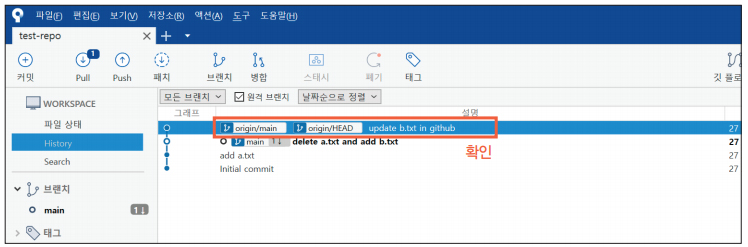 파일(F) 편집(E) 보기(V) 저장소(R) 액션(A) 도구 도움말(H)
test-repo
1
커밋 Pull Push 패치 브랜치 병합 스태시 폐기 태그 깃 플로
WORKSPACE
모든 브랜치 원격 브랜치 날짜순으로 정렬
파일 상태
그래프 설명
History
origin/main origin/HEAD update b.txt in github 27
Search
main 1↓ delete a.txt and add b.txt 27
확인
add a.txt 27
Initial commit 27
브랜치
main 1↓
태그